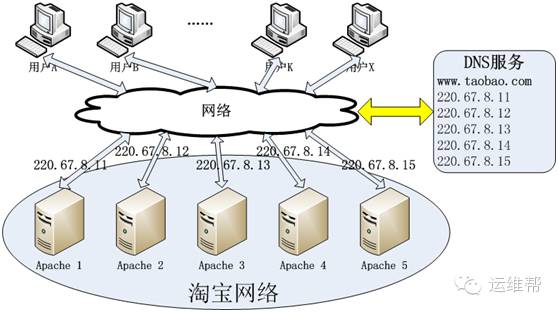 ······
用户A
用户B
用户K
用户X
DNS服务
www.taobao.com
220.67.8.11
220.67.8.12
220.67.8.13
220.67.8.14
220.67.8.15
网络
220.67.8.11
220.67.8.12
220.67.8.13
220.67.8.14
220.67.8.15
Apache 1
Apache 2
Apache 3
Apache 4
Apache 5
淘宝网络
运维帮